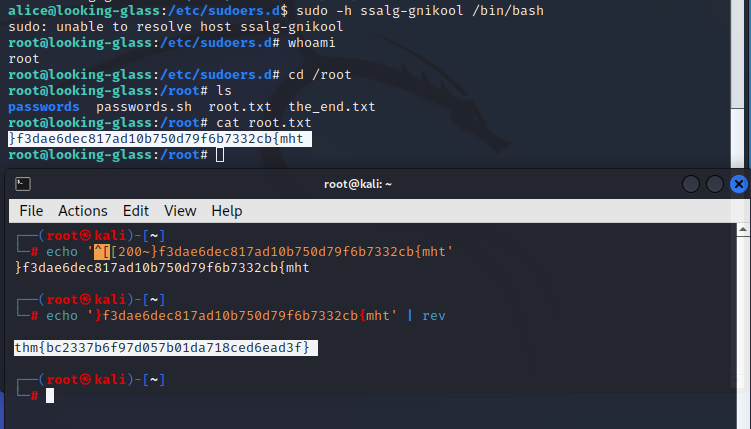 alice@looking-glass:/etc/sudoers.d$ sudo -h ssalg-gnikool /bin/bash
sudo: unable to resolve host ssalg-gnikool
root@looking-glass:/etc/sudoers.d# whoami
root
root@looking-glass:/etc/sudoers.d# cd /root
root@looking-glass:/root# ls
passwords  passwords.sh  root.txt  the_end.txt
root@looking-glass:/root# cat root.txt
}f3dae6dec817ad10b750d79f6b7332cb{mht
root@looking-glass:/root#
root@kali: ~
File Actions Edit View Help
┌──(root㉿kali)-[~]
└─# echo '^[[200~}f3dae6dec817ad10b750d79f6b7332cb{mht'
}f3dae6dec817ad10b750d79f6b7332cb{mht
┌──(root㉿kali)-[~]
└─# echo '}f3dae6dec817ad10b750d79f6b7332cb{mht' | rev
thm{bc2337b6f97d057b01da718ced6ead3f}
┌──(root㉿kali)-[~]
└─#